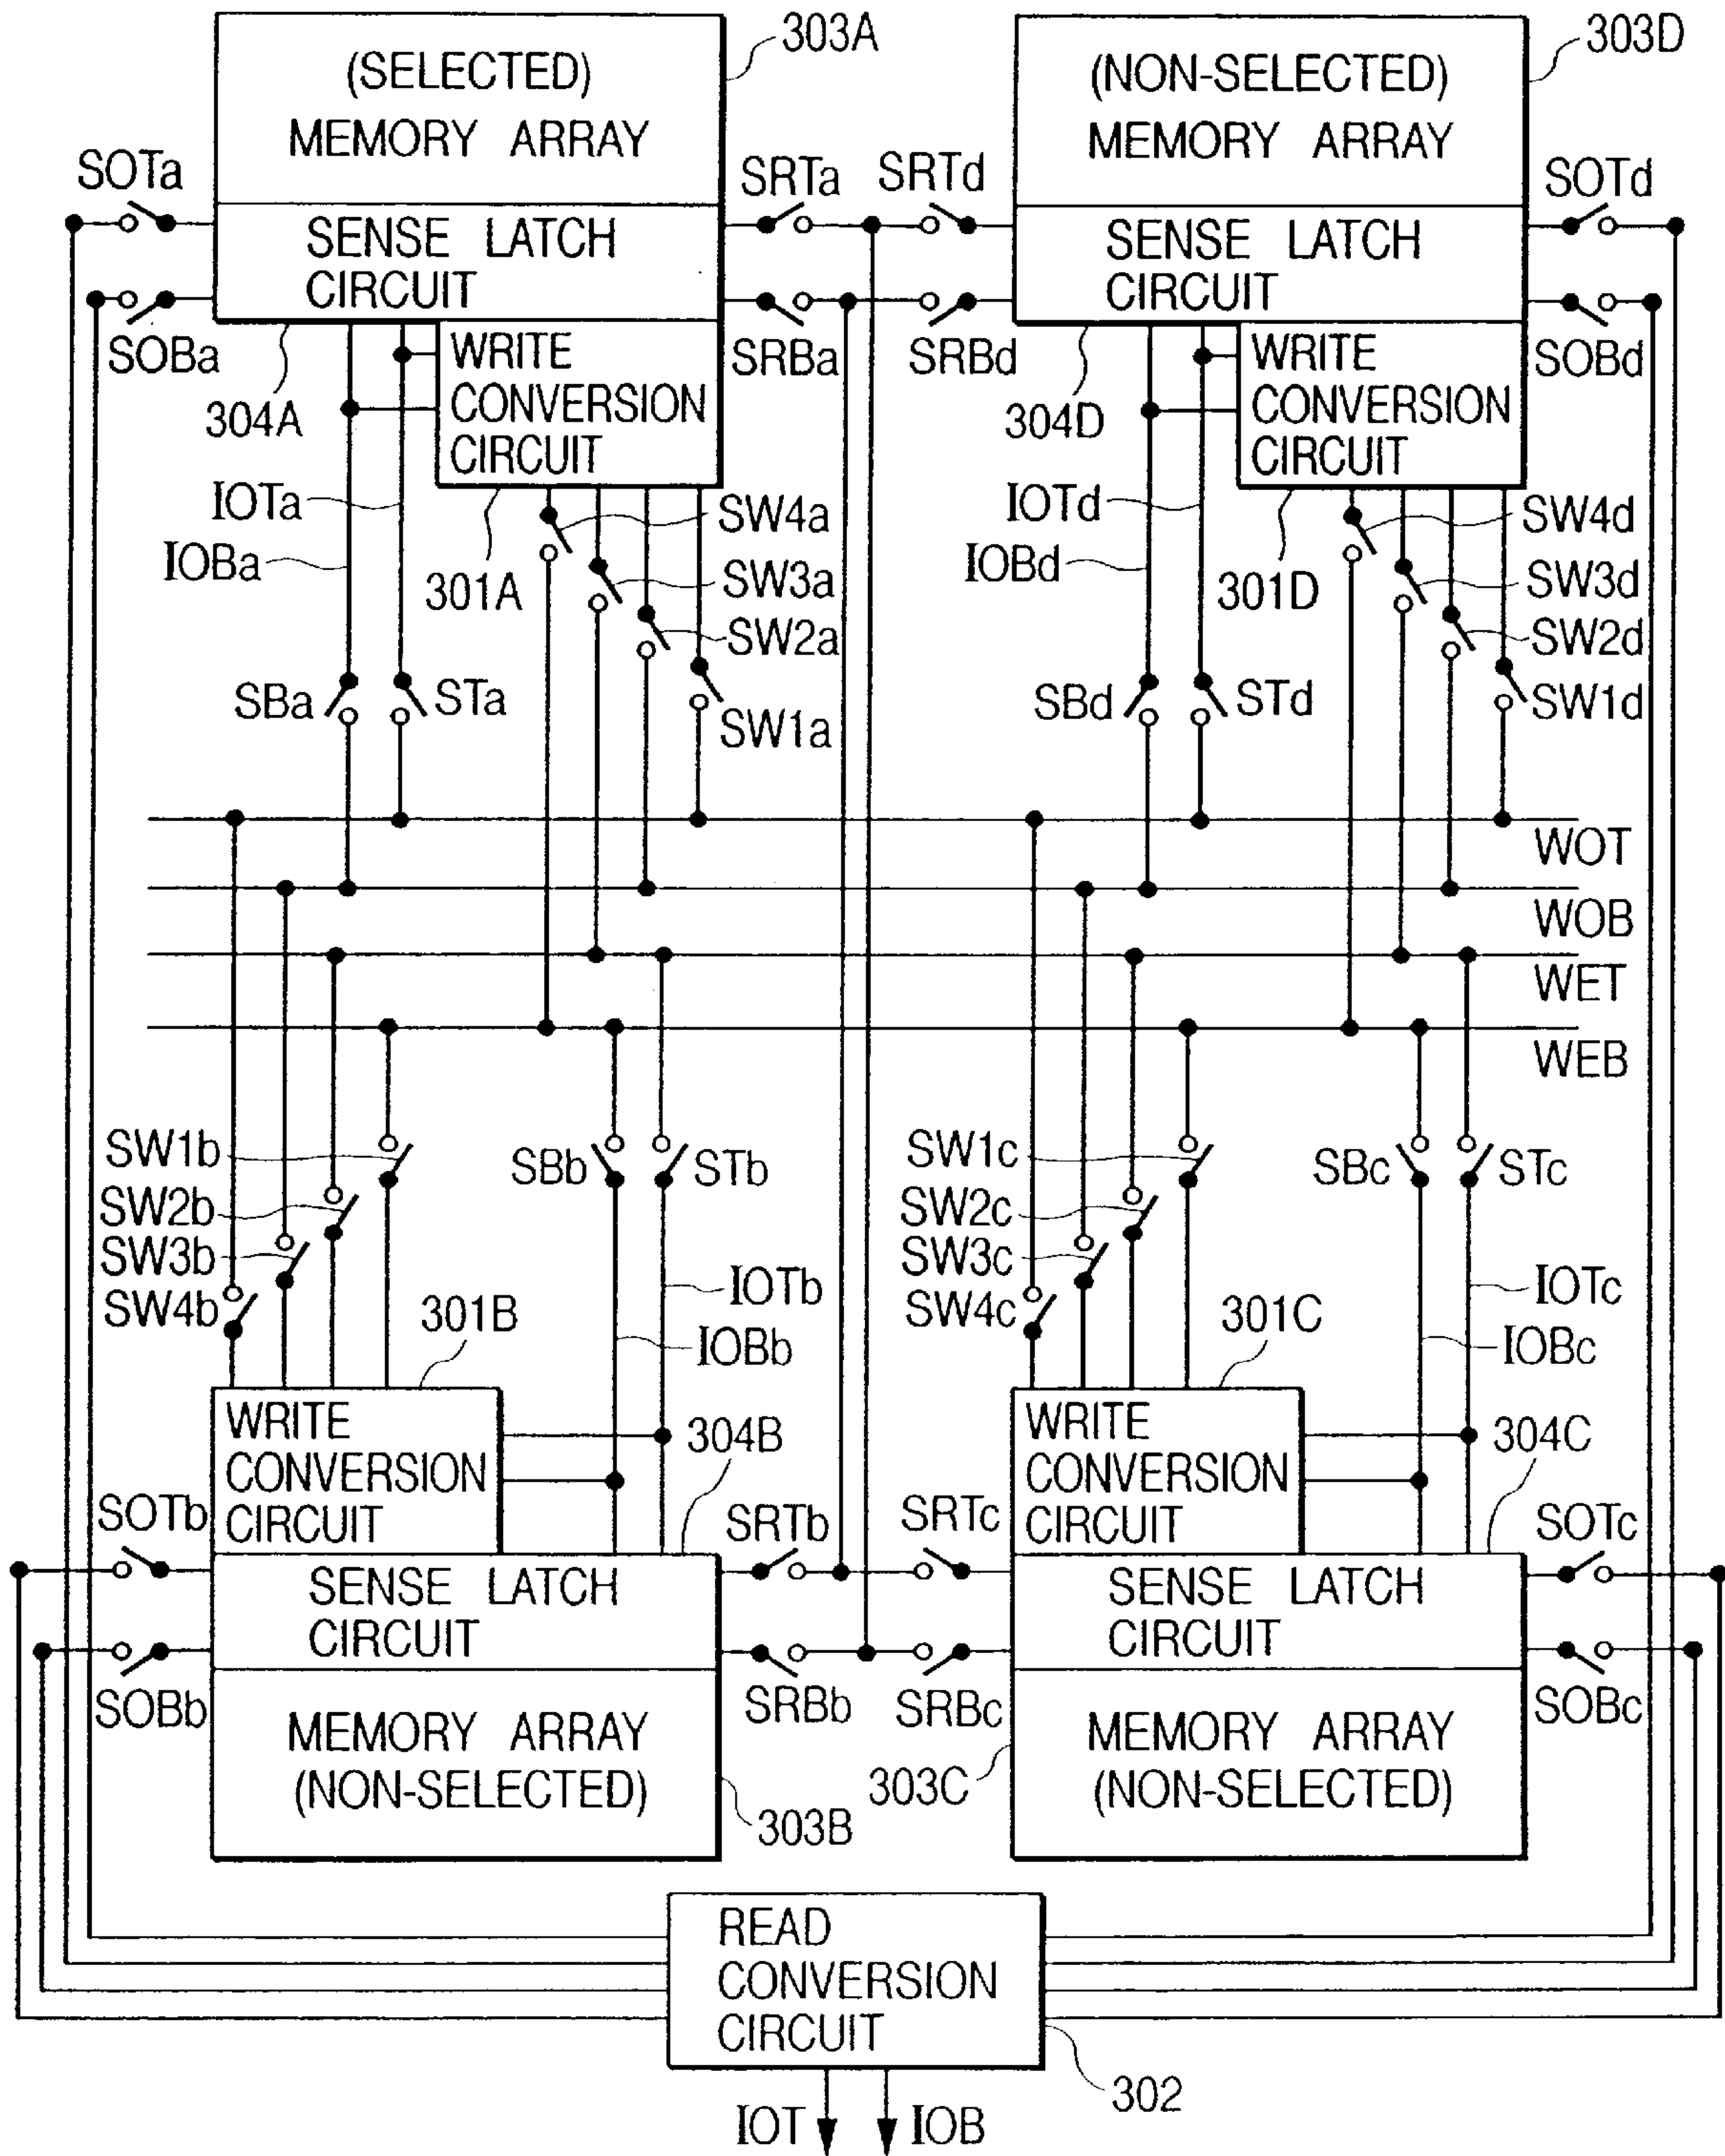 303A
303D
(SELECTED)
MEMORY ARRAY
(NON-SELECTED)
MEMORY ARRAY
SOTa
SRTa
SRTd
SOTd
SENSE LATCH
CIRCUIT
SENSE LATCH
CIRCUIT
SOBa
SRBa
SRBd
SOBd
304A
WRITE
CONVERSION
CIRCUIT
304D
WRITE
CONVERSION
CIRCUIT
IOTa
IOBa
301A
SW4a
SW3a
SW2a
SW1a
IOTd
IOBd
301D
SW4d
SW3d
SW2d
SW1d
SBa
STa
SBd
STd
WOT
WOB
WET
WEB
SW1b
SW2b
SW3b
SW4b
SBb
STb
SW1c
SW2c
SW3c
SW4c
SBc
STc
301B
IOTb
IOBb
301C
IOTc
IOBc
WRITE
CONVERSION
CIRCUIT
304B
WRITE
CONVERSION
CIRCUIT
304C
SOTb
SRTb
SRTc
SOTc
SENSE LATCH
CIRCUIT
SENSE LATCH
CIRCUIT
SOBb
SRBb
SRBc
SOBc
MEMORY ARRAY
(NON-SELECTED)
303B
303C
MEMORY ARRAY
(NON-SELECTED)
READ
CONVERSION
CIRCUIT
302
IOT
IOB